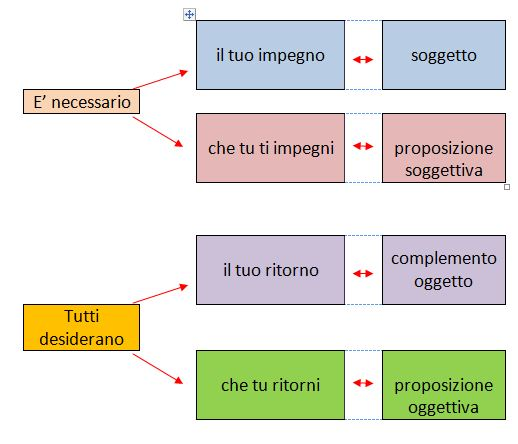 il tuo impegno
soggetto
E’ necessario
che tu ti impegni
proposizione
soggettiva
il tuo ritorno
complemento
oggetto
Tutti
desiderano
che tu ritorni
proposizione
oggettiva